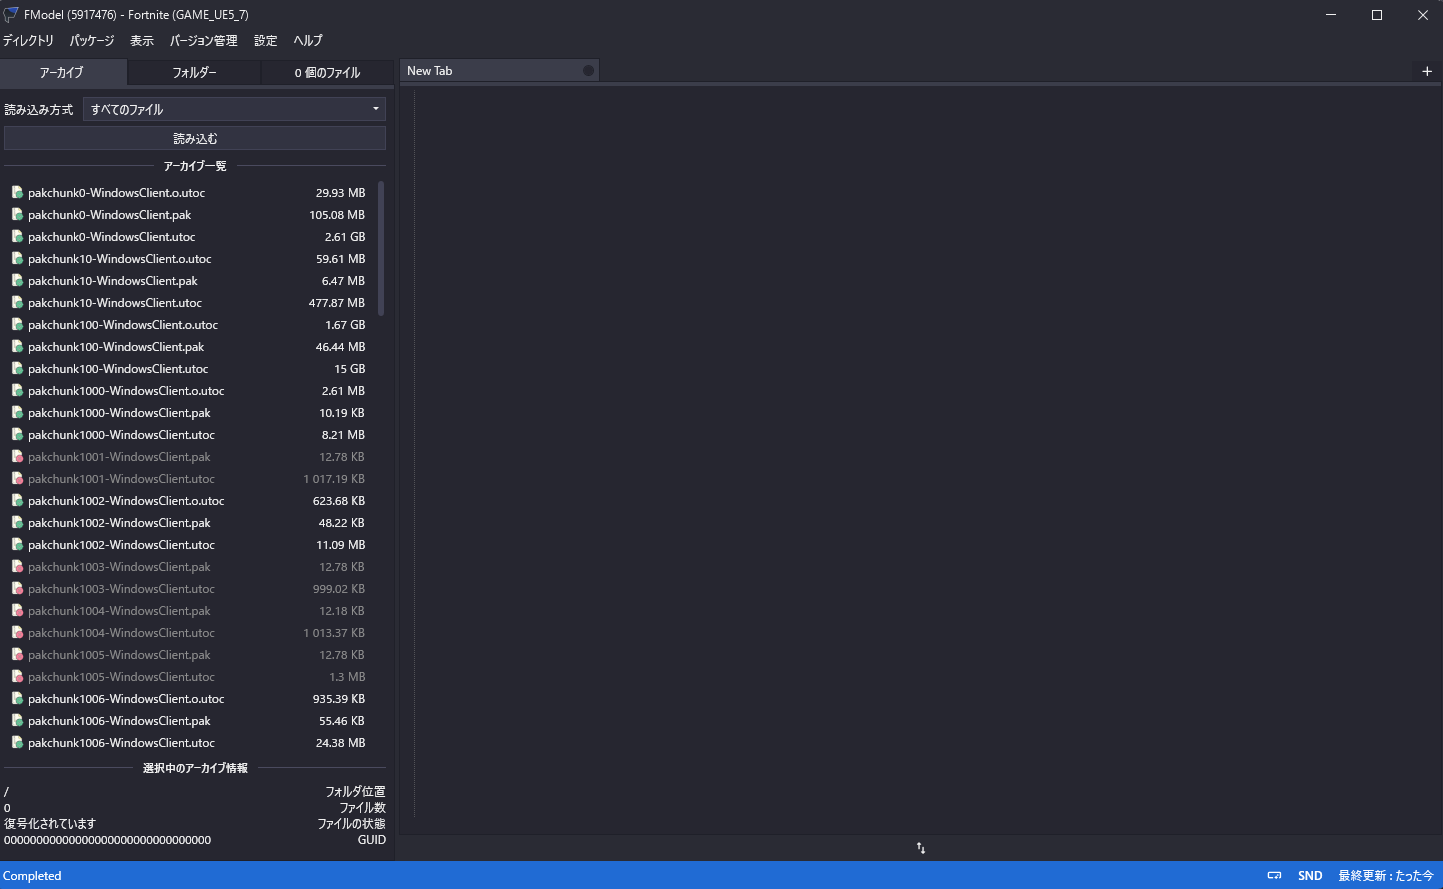 FModel (5917476) - Fortnite (GAME_UE5_7)
ディレクトリ パッケージ 表示 バージョン管理 設定 ヘルプ
アーカイブ フォルダー 0 個のファイル New Tab
読み込み方式 すべてのファイル
読み込む
アーカイブ一覧
pakchunk0-WindowsClient.o.utoc 29.93 MB
pakchunk0-WindowsClient.pak 105.08 MB
pakchunk0-WindowsClient.utoc 2.61 GB
pakchunk10-WindowsClient.o.utoc 59.61 MB
pakchunk10-WindowsClient.pak 6.47 MB
pakchunk10-WindowsClient.utoc 477.87 MB
pakchunk100-WindowsClient.o.utoc 1.67 GB
pakchunk100-WindowsClient.pak 46.44 MB
pakchunk100-WindowsClient.utoc 15 GB
pakchunk1000-WindowsClient.o.utoc 2.61 MB
pakchunk1000-WindowsClient.pak 10.19 KB
pakchunk1000-WindowsClient.utoc 8.21 MB
pakchunk1001-WindowsClient.pak 12.78 KB
pakchunk1001-WindowsClient.utoc 1 017.19 KB
pakchunk1002-WindowsClient.o.utoc 623.68 KB
pakchunk1002-WindowsClient.pak 48.22 KB
pakchunk1002-WindowsClient.utoc 11.09 MB
pakchunk1003-WindowsClient.pak 12.78 KB
pakchunk1003-WindowsClient.utoc 999.02 KB
pakchunk1004-WindowsClient.pak 12.18 KB
pakchunk1004-WindowsClient.utoc 1 013.37 KB
pakchunk1005-WindowsClient.pak 12.78 KB
pakchunk1005-WindowsClient.utoc 1.3 MB
pakchunk1006-WindowsClient.o.utoc 935.39 KB
pakchunk1006-WindowsClient.pak 55.46 KB
pakchunk1006-WindowsClient.utoc 24.38 MB
選択中のアーカイブ情報
/ フォルダ位置
0 ファイル数
復号化されています ファイルの状態
00000000000000000000000000000000 GUID
Completed SND 最終更新 : たった今